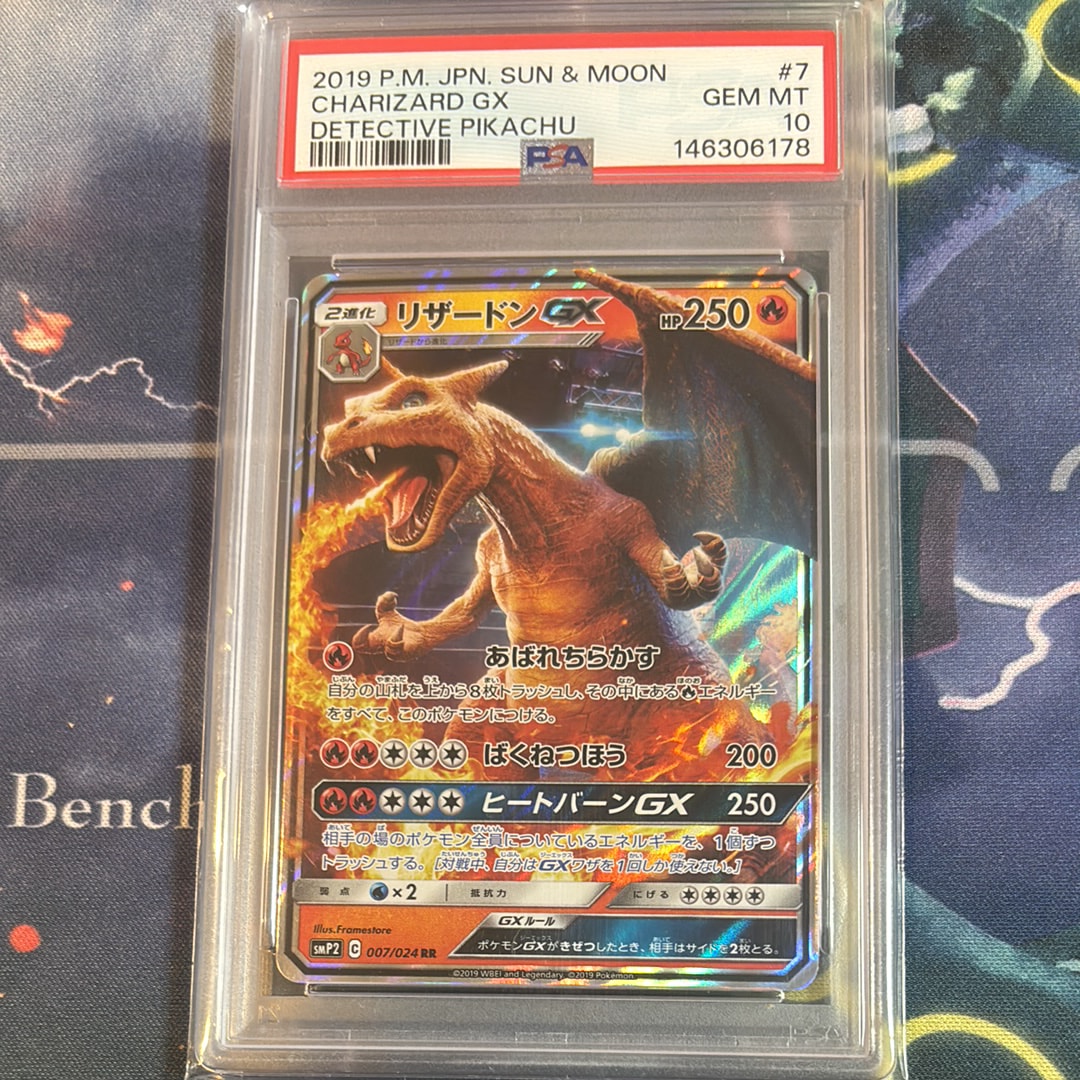 2019 P.M. JPN. SUN & MOON #7
CHARIZARD GX GEM MT
DETECTIVE PIKACHU 10
PSA 146306178
2進化 リザードンGX HP250
リザードから進化
あばれちらかす
自分の山札を上から8枚トラッシュし、その中にある エネルギー
をすべて、このポケモンにつける。
ばくねつほう 200
ヒートバーンGX 250
相手の場のポケモン全員についているエネルギーを、1個ずつ
トラッシュする。[対戦中、自分はGXワザを1回しか使えない。]
弱点 ×2 抵抗力 にげる
Illus.Framestore
GXルール
ポケモンGXがきぜつしたとき、相手はサイドを2枚とる。
SMP2 C 007/024 RR
©2019 WBEI and Legendary. ©2019 Pokémon.
Bench